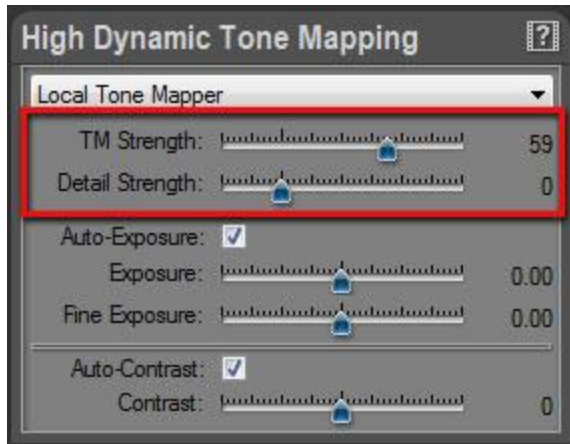 High Dynamic Tone Mapping ?
Local Tone Mapper
TM Strength: 59
Detail Strength: 0
Auto-Exposure:
Exposure: 0.00
Fine Exposure: 0.00
Auto-Contrast:
Contrast: 0